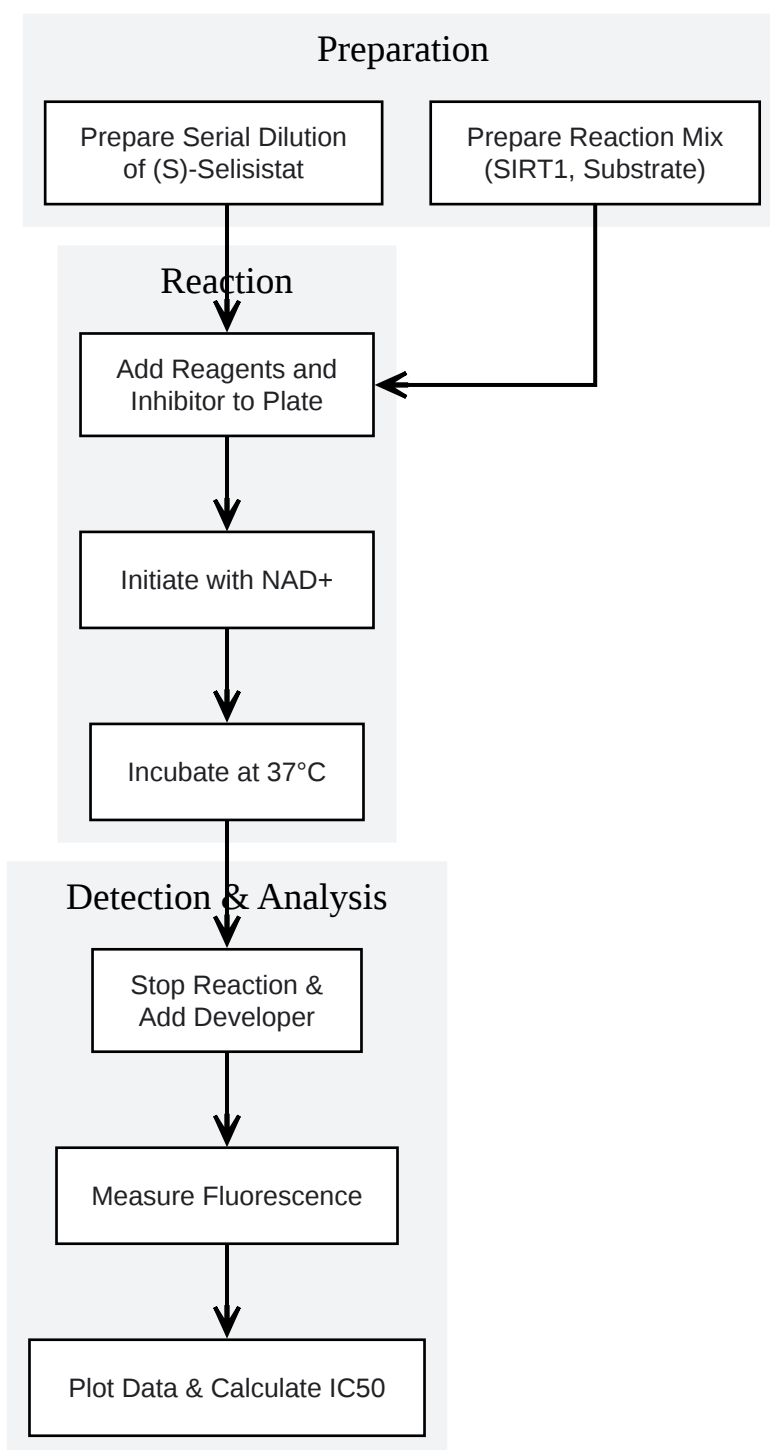 Preparation
Prepare Serial Dilution
of (S)-Selisistat
Prepare Reaction Mix
(SIRT1, Substrate)
Reaction
Add Reagents and
Inhibitor to Plate
Initiate with NAD+
Incubate at 37°C
Detection & Analysis
Stop Reaction &
Add Developer
Measure Fluorescence
Plot Data & Calculate IC50